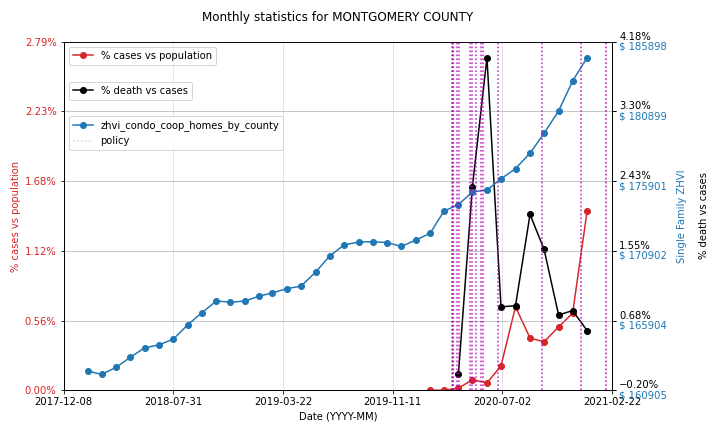 Monthly statistics for MONTGOMERY COUNTY
2.79%
2.23%
1.68%
1.12%
0.56%
0.00%
% cases vs population
% cases vs population
% death vs cases
zhvi_condo_coop_homes_by_county
policy
4.18%
$ 185898
3.30%
$ 180899
2.43%
$ 175901
1.55%
$ 170902
0.68%
$ 165904
−0.20%
$ 160905
Single Family ZHVI
% death vs cases
2017-12-08
2018-07-31
2019-03-22
2019-11-11
2020-07-02
2021-02-22
Date (YYYY-MM)